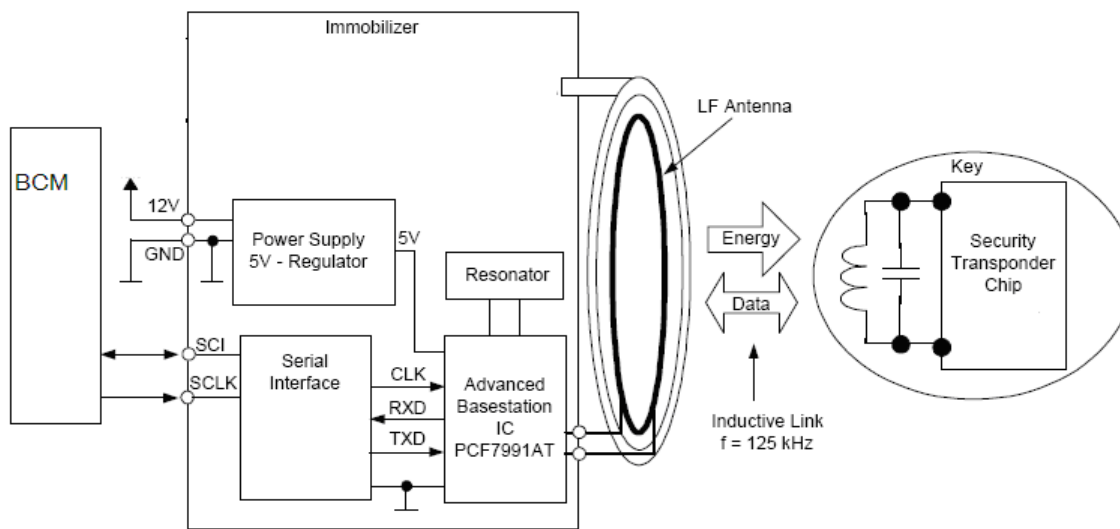 Immobilizer
LF Antenna
BCM
Key
12V
GND
Power Supply
5V - Regulator
5V
Resonator
Energy
Data
Security
Transponder
Chip
SCI
SCLK
Serial
Interface
CLK
RXD
TXD
Advanced
Basestation
IC
PCF7991AT
Inductive Link
f = 125 kHz